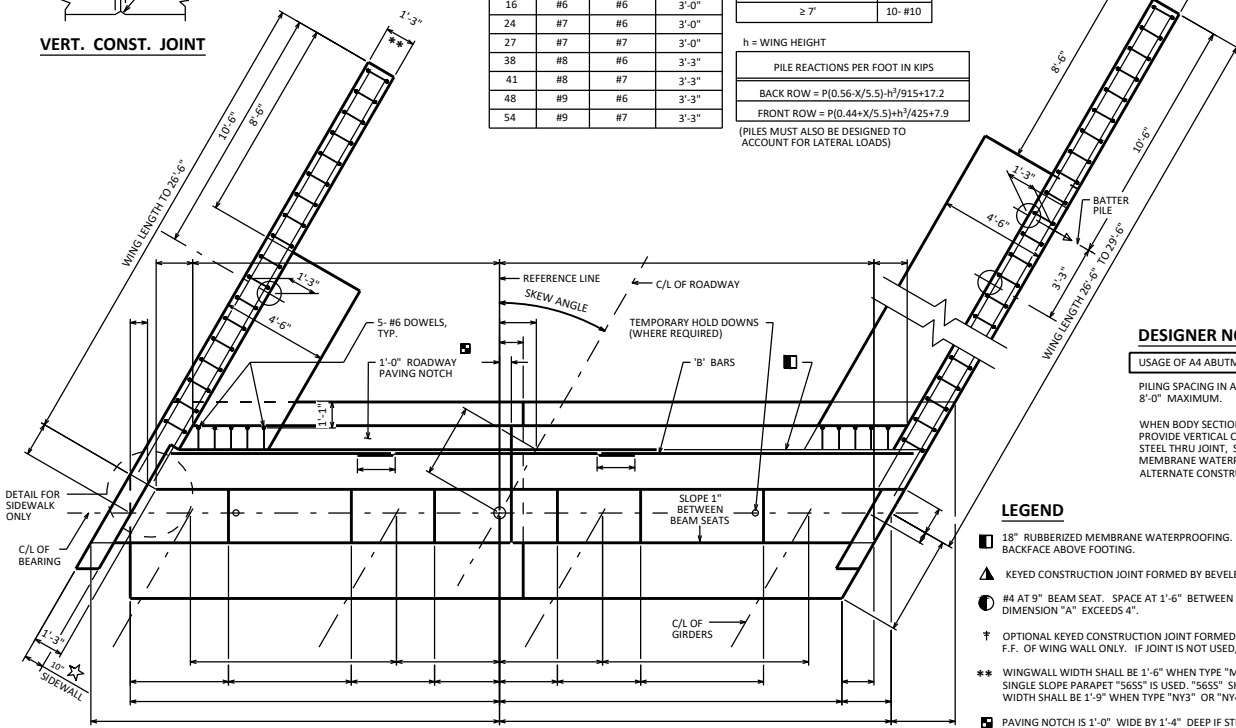 VERT. CONST. JOINT
1'-3"
**
10'-6"
8'-6"
WING LENGTH TO 26'-6"
16 #6 #6 3'-0"
24 #7 #6 3'-0"
27 #7 #7 3'-0"
38 #8 #6 3'-3"
41 #8 #7 3'-3"
48 #9 #6 3'-3"
54 #9 #7 3'-3"
≥ 7' 10- #10
h = WING HEIGHT
PILE REACTIONS PER FOOT IN KIPS
BACK ROW = P(0.56-X/5.5)-h³/915+17.2
FRONT ROW = P(0.44+X/5.5)+h³/425+7.9
(PILES MUST ALSO BE DESIGNED TO
ACCOUNT FOR LATERAL LOADS)
8'-6"
10'-6"
1'-3"
BATTER
PILE
4'-6"
3'-3"
WING LENGTH 26'-6" TO 29'-6"
1'-3"
4'-6"
REFERENCE LINE
C/L OF ROADWAY
SKEW ANGLE
5- #6 DOWELS,
TYP.
1'-0" ROADWAY
PAVING NOTCH
TEMPORARY HOLD DOWNS
(WHERE REQUIRED)
'B' BARS
1'-1"
DETAIL FOR
SIDEWALK
ONLY
C/L OF
BEARING
SLOPE 1"
BETWEEN
BEAM SEATS
C/L OF
GIRDERS
1'-3"
10"
SIDEWALL
DESIGNER NO
USAGE OF A4 ABUTM
PILING SPACING IN A
8'-0" MAXIMUM.
WHEN BODY SECTION
PROVIDE VERTICAL C
STEEL THRU JOINT, S
MEMBRANE WATERP
ALTERNATE CONSTRU
LEGEND
18" RUBBERIZED MEMBRANE WATERPROOFING.
BACKFACE ABOVE FOOTING.
KEYED CONSTRUCTION JOINT FORMED BY BEVELE
#4 AT 9" BEAM SEAT. SPACE AT 1'-6" BETWEEN
DIMENSION "A" EXCEEDS 4".
‡ OPTIONAL KEYED CONSTRUCTION JOINT FORMED
F.F. OF WING WALL ONLY. IF JOINT IS NOT USED,
** WINGWALL WIDTH SHALL BE 1'-6" WHEN TYPE "M
SINGLE SLOPE PARAPET "56SS" IS USED. "56SS" SH
WIDTH SHALL BE 1'-9" WHEN TYPE "NY3" OR "NY4
PAVING NOTCH IS 1'-0" WIDE BY 1'-4" DEEP IF STR